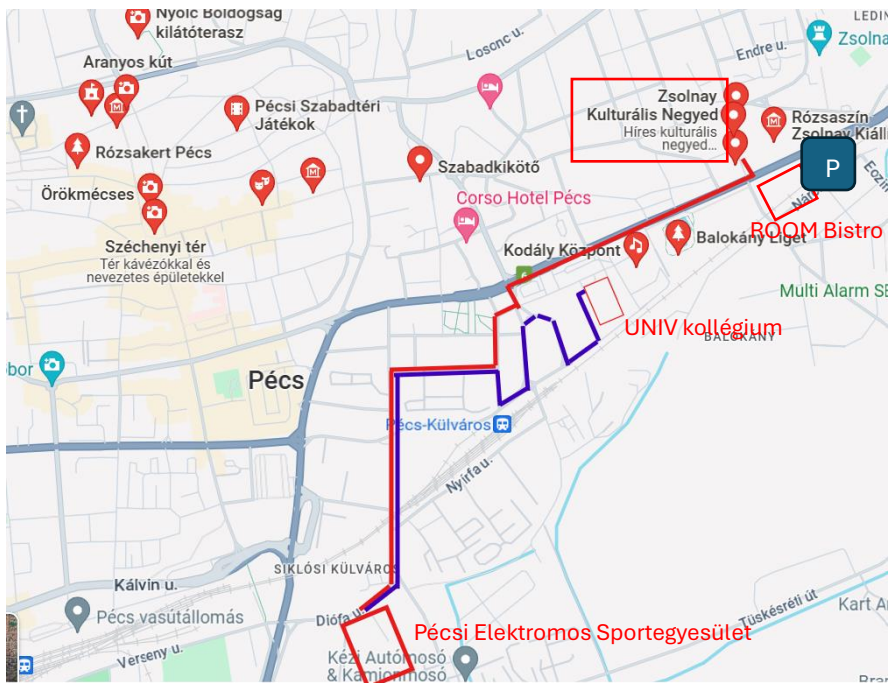 Nyolc Boldogság
kilátóterasz
Aranyos kút
Losonc u.
LEDIN
Endre u.
Zsolna
Pécsi Szabadtéri
Játékok
Zsolnay
Kulturális Negyed
Híres kulturális
negyed...
Rózsaszín
Zsolnay Kiáll
Rózsakert Pécs
Szabadkikötő
P
Örökmécses
Corso Hotel Pécs
Széchenyi tér
Tér kávézókkal és
nevezetes épületekkel
Kodály Központ
Balokány Liget
ROOM Bistro
6
Multi Alarm SE
UNIV kollégium
BALOKÁNY
obor
Pécs
Pécs-Külváros
Nyírfa u.
SIKLÓSI KÜLVÁROS
Kálvin u.
Pécs vasútállomás
Diófa u.
Tüskésréti út
Kart A
Pécsi Elektromos Sportegyesület
Verseny u.
Kézi Autómosó
& Kamionmosó